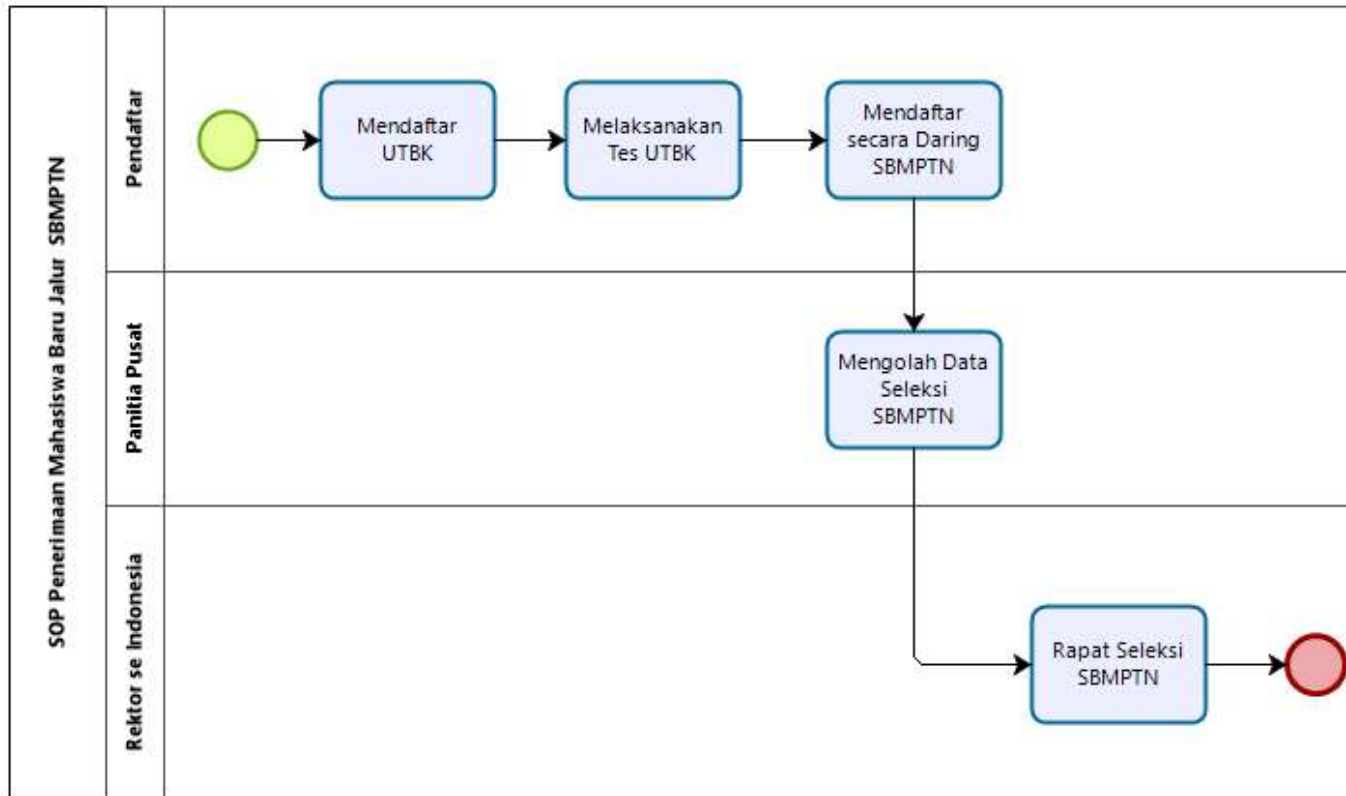 SOP Penerimaan Mahasiswa Baru Jalur SBMPTN
Pendaftar
Mendaftar
UTBK
Melaksanakan
Tes UTBK
Mendaftar
secara Daring
SBMPTN
Panitia Pusat
Mengolah Data
Seleksi
SBMPTN
Rektor se Indonesia
Rapat Seleksi
SBMPTN